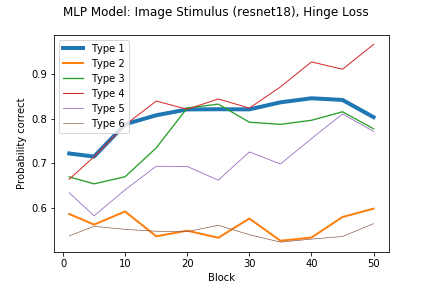 MLP Model: Image Stimulus (resnet18), Hinge Loss
Type 1
Type 2
Type 3
Type 4
Type 5
Type 6
0.9
0.8
0.7
0.6
Probability correct
0
10
20
30
40
50
Block